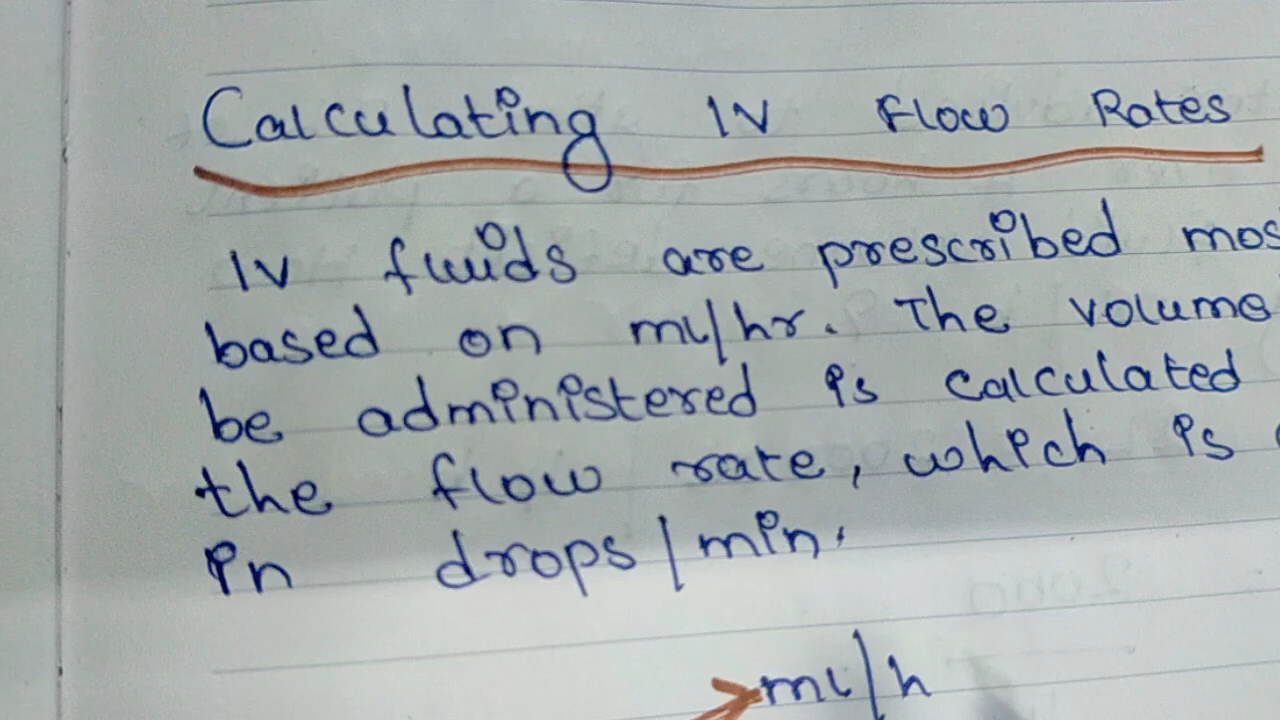 Calculating IV Flow Rates
IV fluids are prescribed mos
based on ml/hr. The volume
be administered is calculated
the flow rate, which is
in drops/min.
ml/h